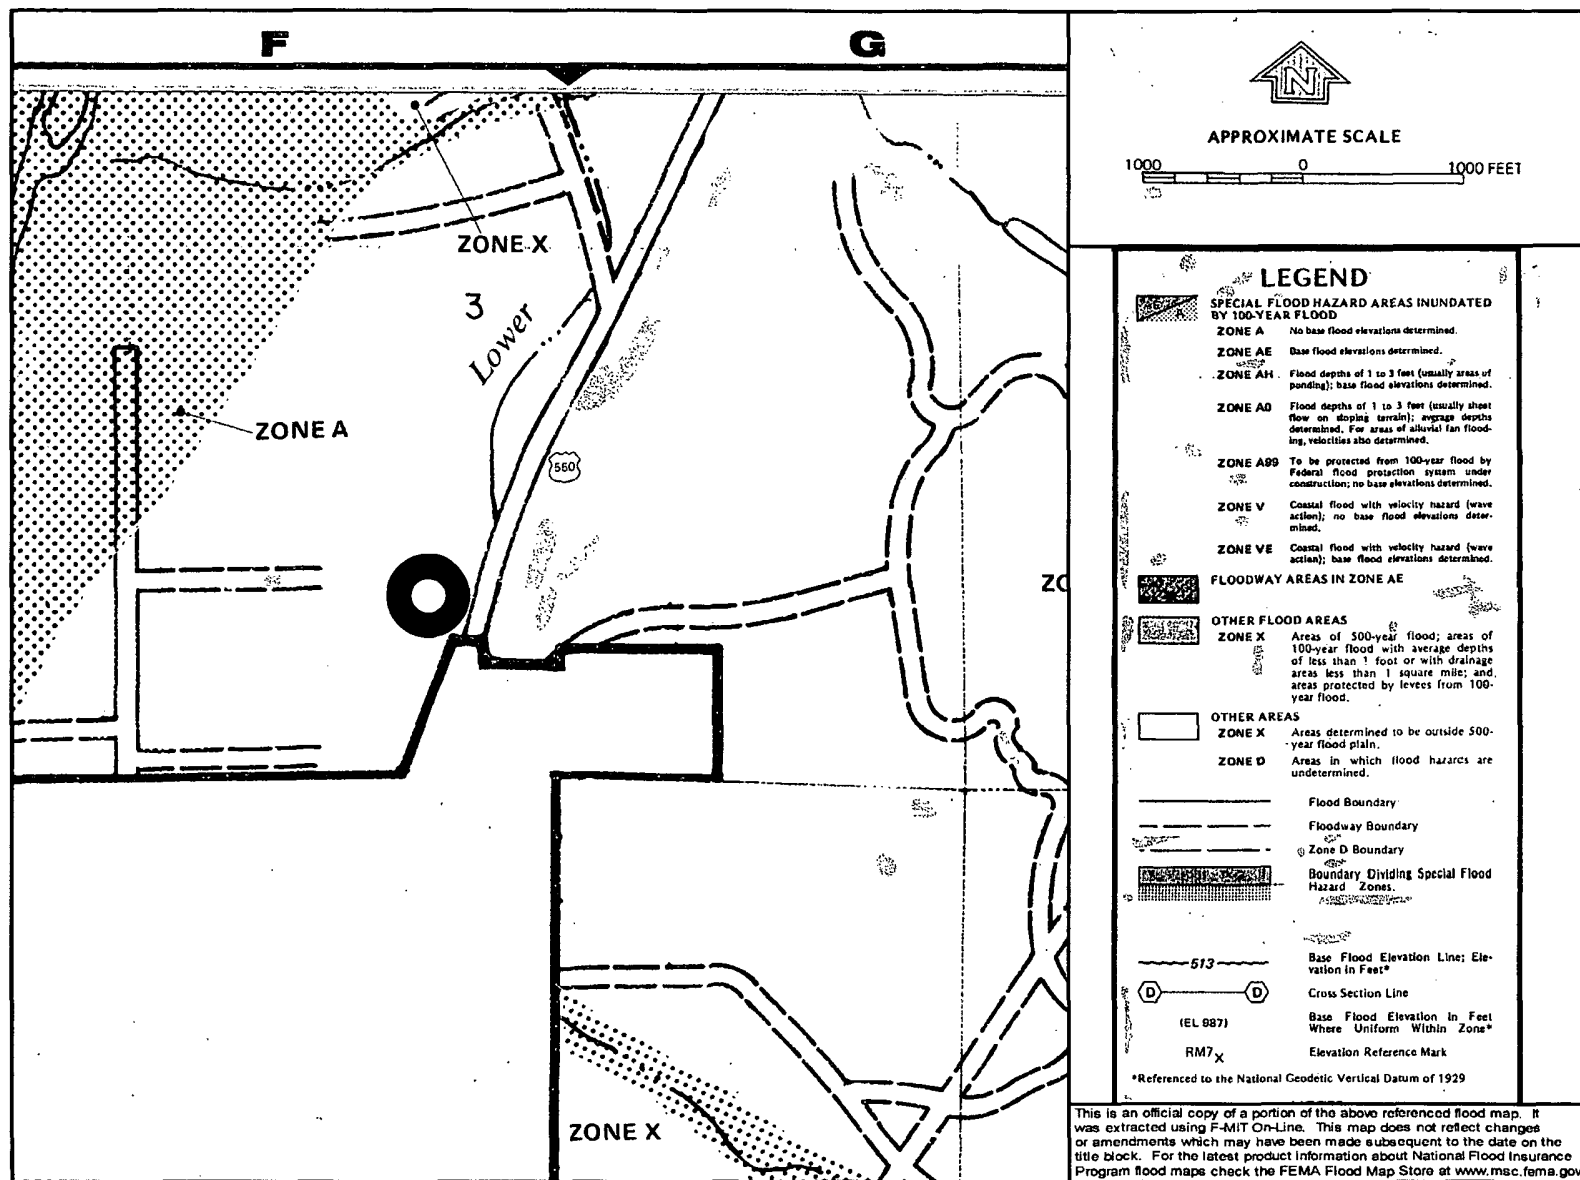 F
G
N
APPROXIMATE SCALE
1000 0 1000 FEET
ZONE X
3
Lower
ZONE A
560
ZO
LEGEND
SPECIAL FLOOD HAZARD AREAS INUNDATED
BY 100-YEAR FLOOD
ZONE A No base flood elevations determined.
ZONE AE Base flood elevations determined.
ZONE AH Flood depths of 1 to 3 feet (usually areas of
ponding); base flood elevations determined.
ZONE AO Flood depths of 1 to 3 feet (usually sheet
flow on sloping terrain); average depths
determined. For areas of alluvial fan flood-
ing, velocities also determined.
ZONE A99 To be protected from 100-year flood by
Federal flood protection system under
construction; no base elevations determined.
ZONE V Coastal flood with velocity hazard (wave
action); no base flood elevations deter-
mined.
ZONE VE Coastal flood with velocity hazard (wave
action); base flood elevations determined.
FLOODWAY AREAS IN ZONE AE
OTHER FLOOD AREAS
ZONE X Areas of 500-year flood; areas of
100-year flood with average depths
of less than 1 foot or with drainage
areas less than 1 square mile; and
areas protected by levees from 100-
year flood.
OTHER AREAS
ZONE X Areas determined to be outside 500-
year flood plain.
ZONE D Areas in which flood hazards are
undetermined.
Flood Boundary
Floodway Boundary
Zone D Boundary
Boundary Dividing Special Flood
Hazard Zones.
513 Base Flood Elevation Line; Ele-
vation in Feet*
D D Cross Section Line
(EL 987) Base Flood Elevation in Feet
Where Uniform Within Zone*
RM7X Elevation Reference Mark
*Referenced to the National Geodetic Vertical Datum of 1929
ZONE X
This is an official copy of a portion of the above referenced flood map. It
was extracted using F-MIT On-Line. This map does not reflect changes
or amendments which may have been made subsequent to the date on the
title block. For the latest product information about National Flood Insurance
Program flood maps check the FEMA Flood Map Store at www.msc.fema.gov